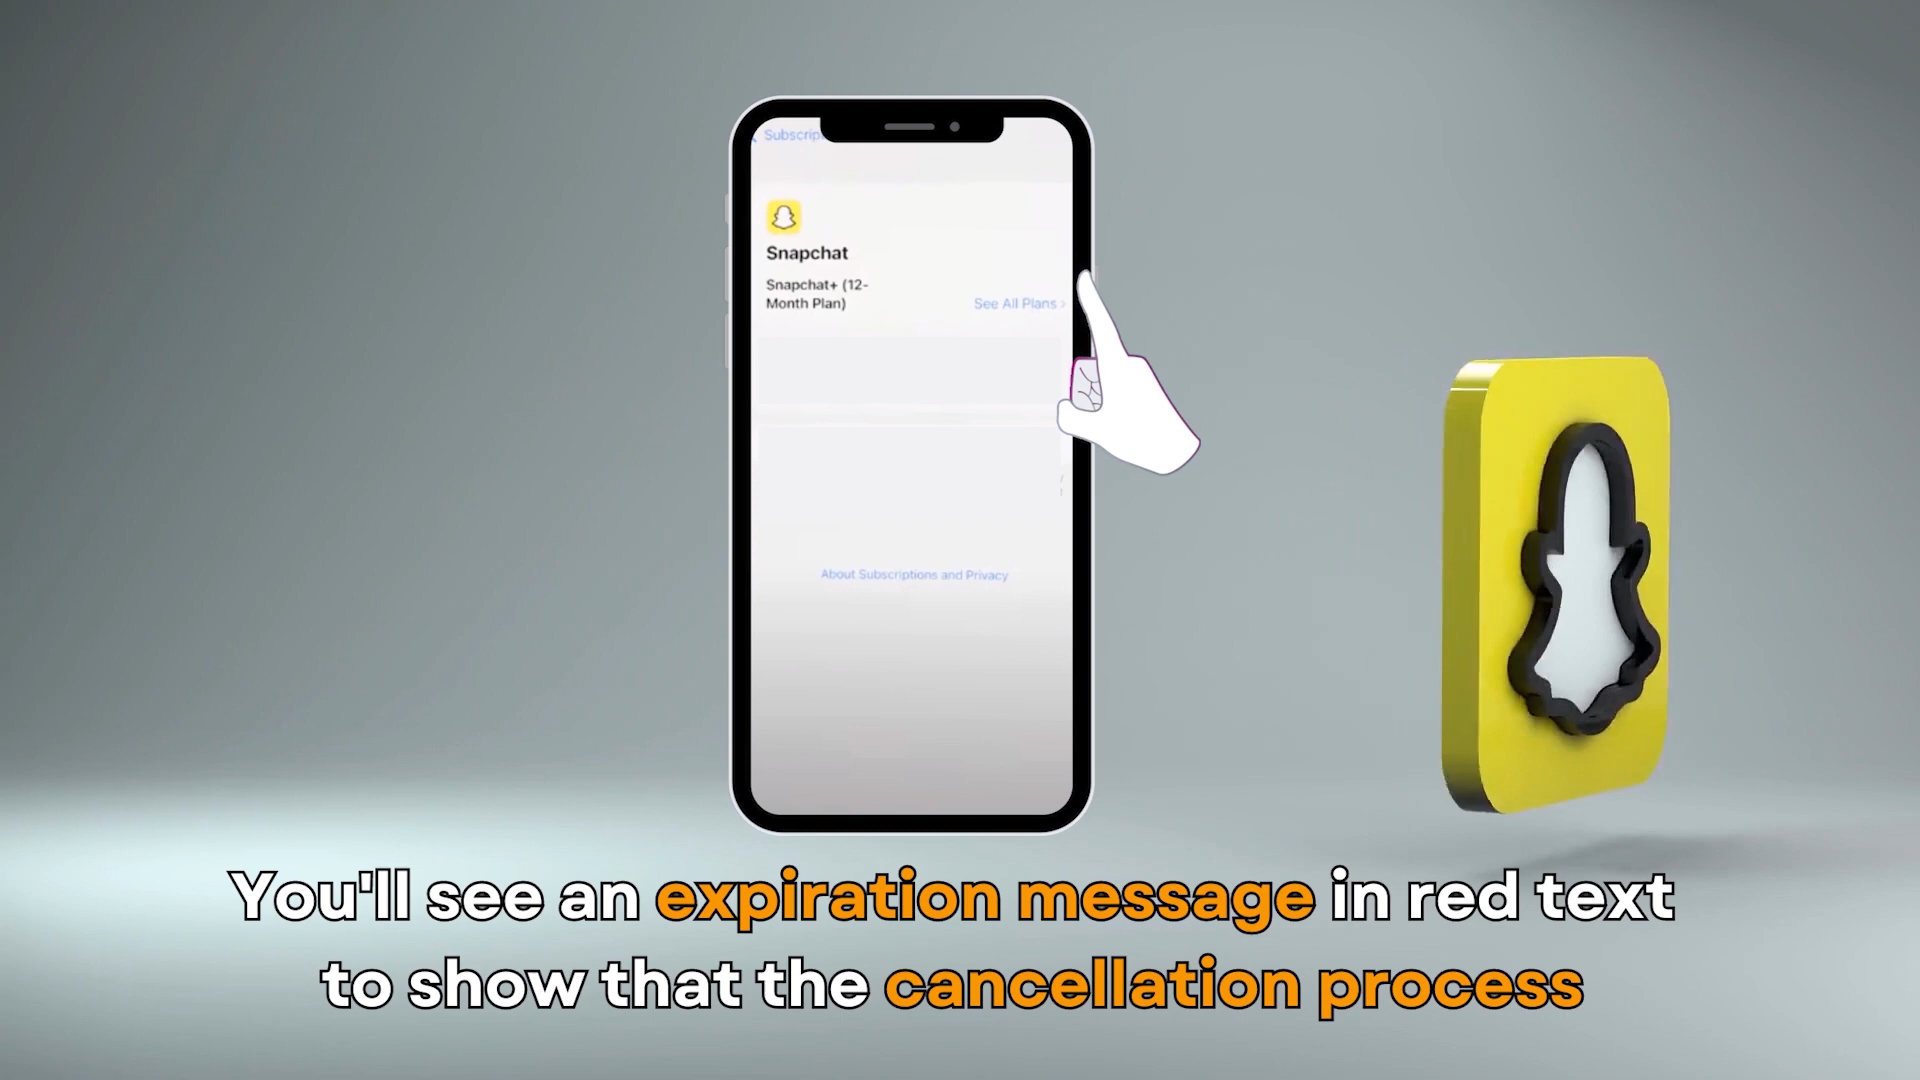 Snapchat
Snapchat+ (12-
Month Plan)
See All Plans
About Subscriptions and Privacy
You'll see an expiration message in red text
to show that the cancellation process